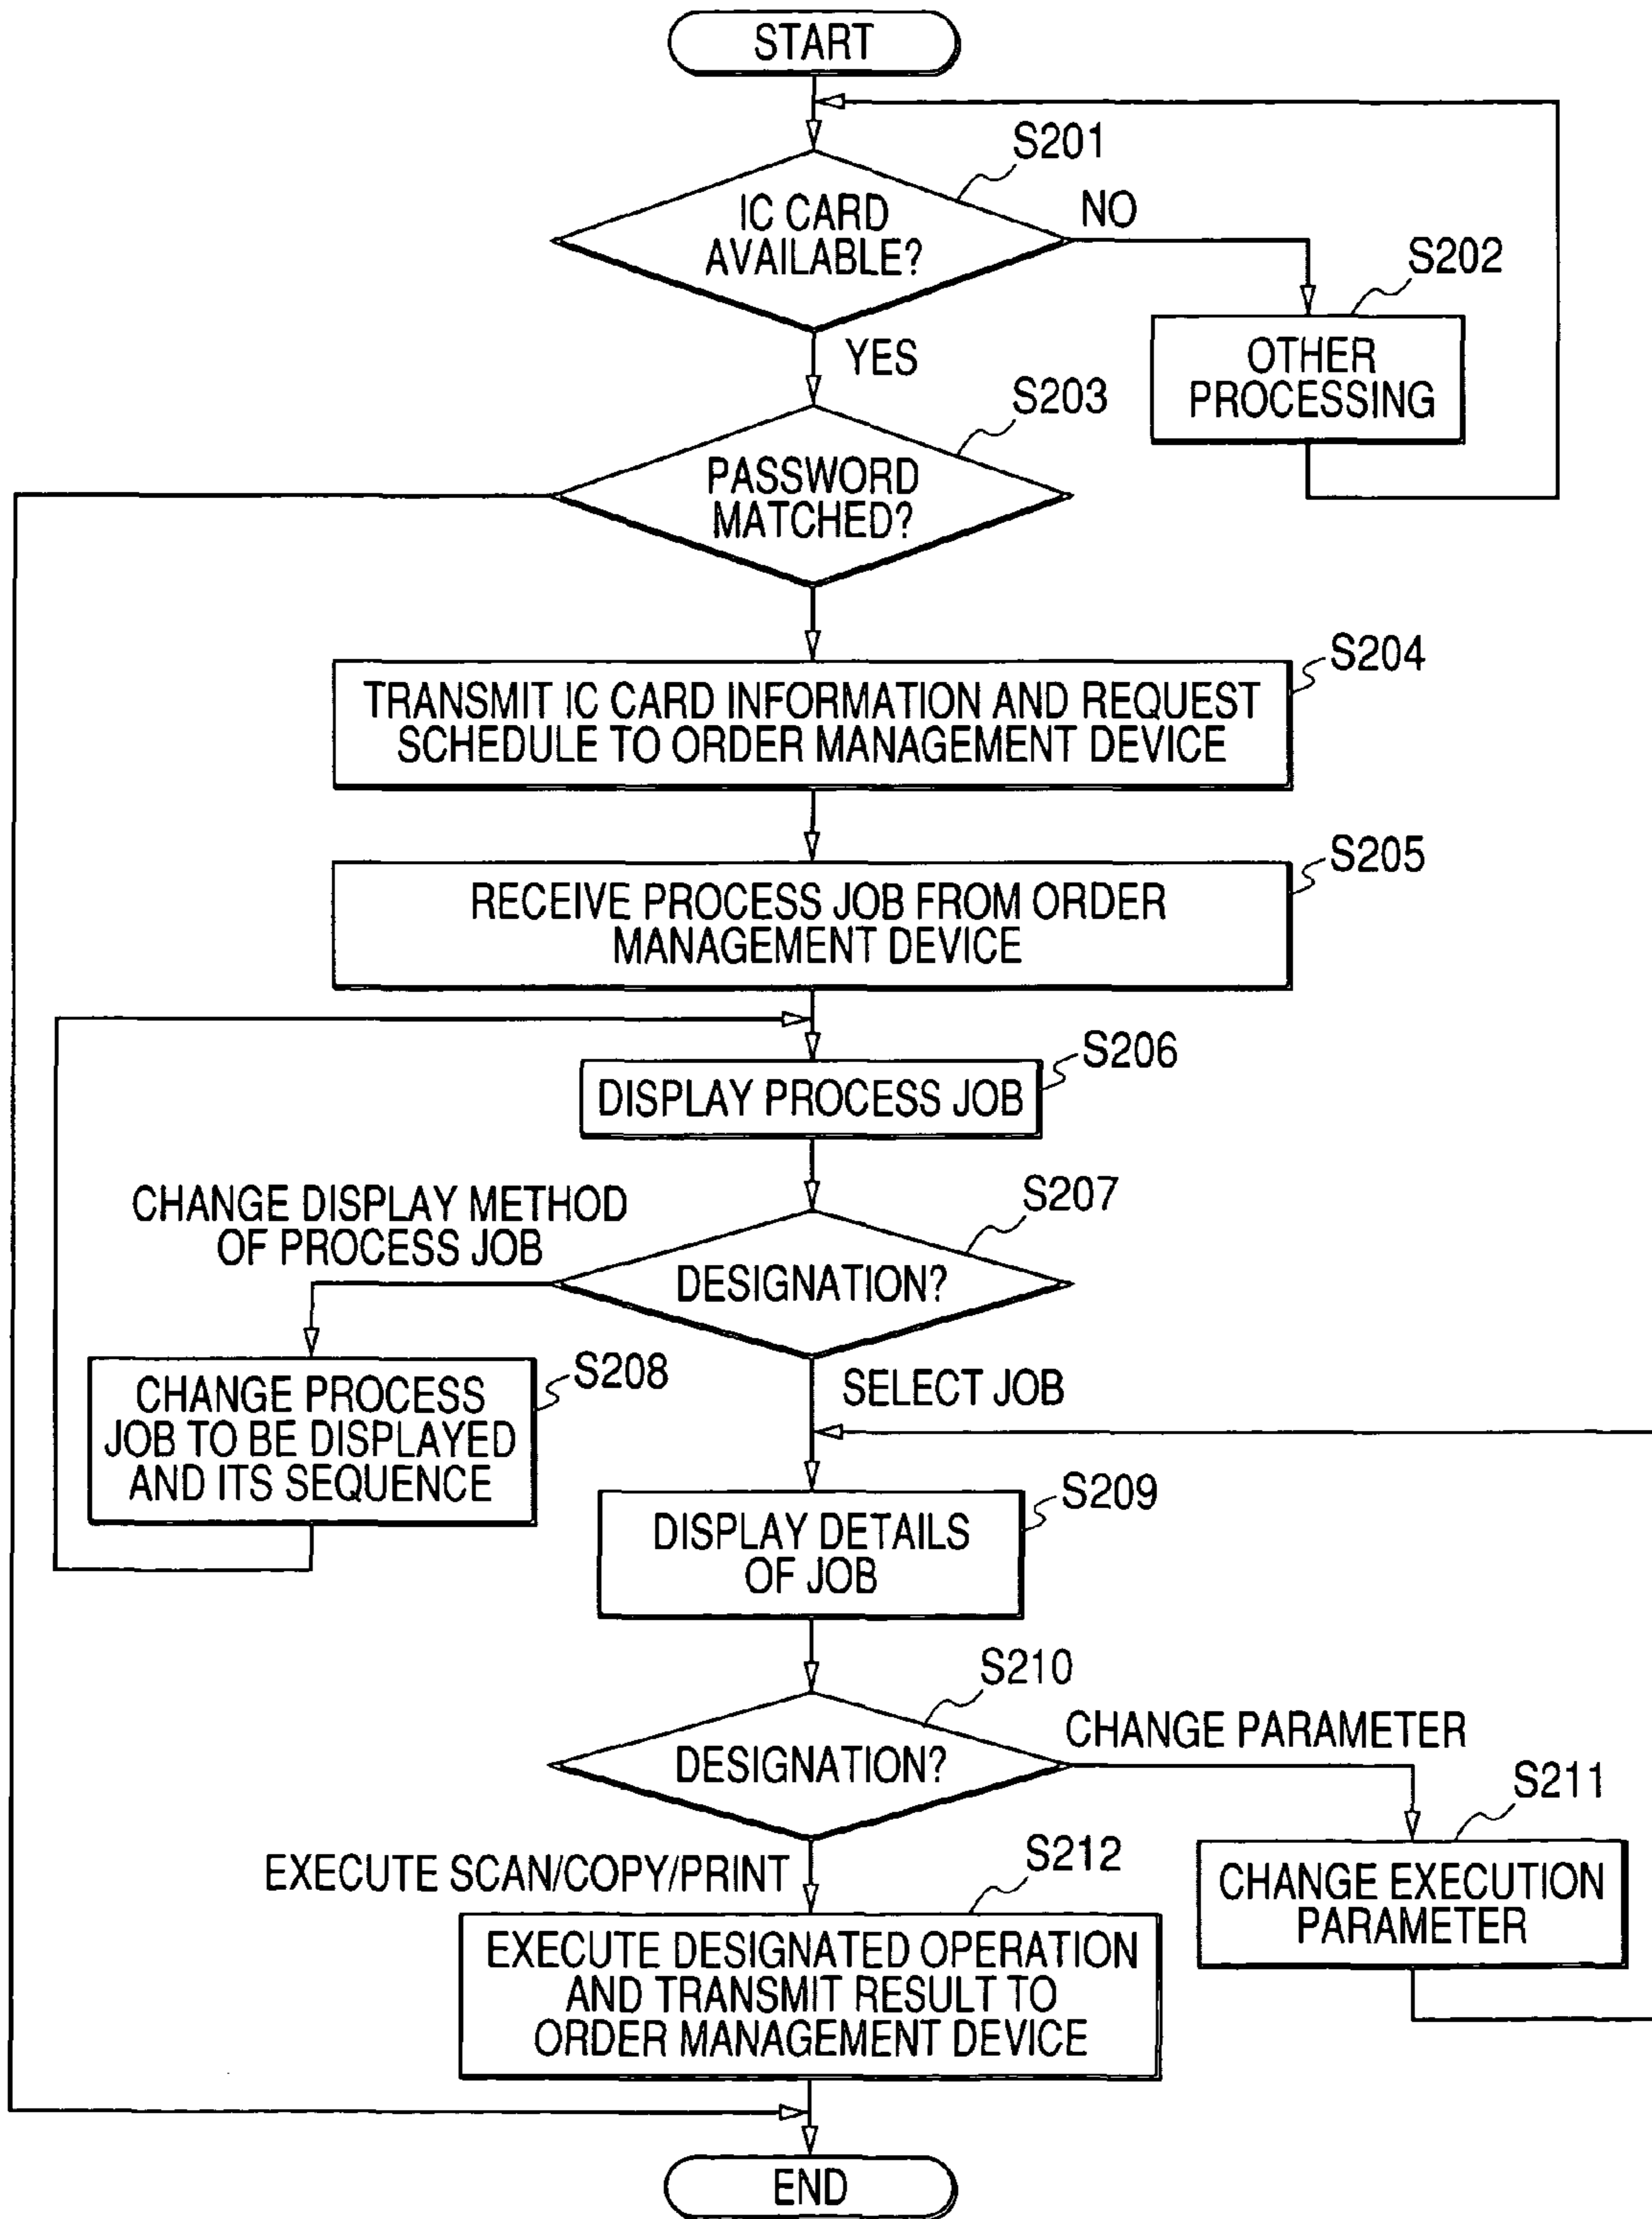 START
S201
IC CARD
AVAILABLE?
NO
S202
OTHER
PROCESSING
YES
S203
PASSWORD
MATCHED?
S204
TRANSMIT IC CARD INFORMATION AND REQUEST
SCHEDULE TO ORDER MANAGEMENT DEVICE
S205
RECEIVE PROCESS JOB FROM ORDER
MANAGEMENT DEVICE
S206
DISPLAY PROCESS JOB
S207
CHANGE DISPLAY METHOD
OF PROCESS JOB
DESIGNATION?
S208
CHANGE PROCESS
JOB TO BE DISPLAYED
AND ITS SEQUENCE
SELECT JOB
S209
DISPLAY DETAILS
OF JOB
S210
DESIGNATION?
CHANGE PARAMETER
S211
CHANGE EXECUTION
PARAMETER
EXECUTE SCAN/COPY/PRINT
S212
EXECUTE DESIGNATED OPERATION
AND TRANSMIT RESULT TO
ORDER MANAGEMENT DEVICE
END